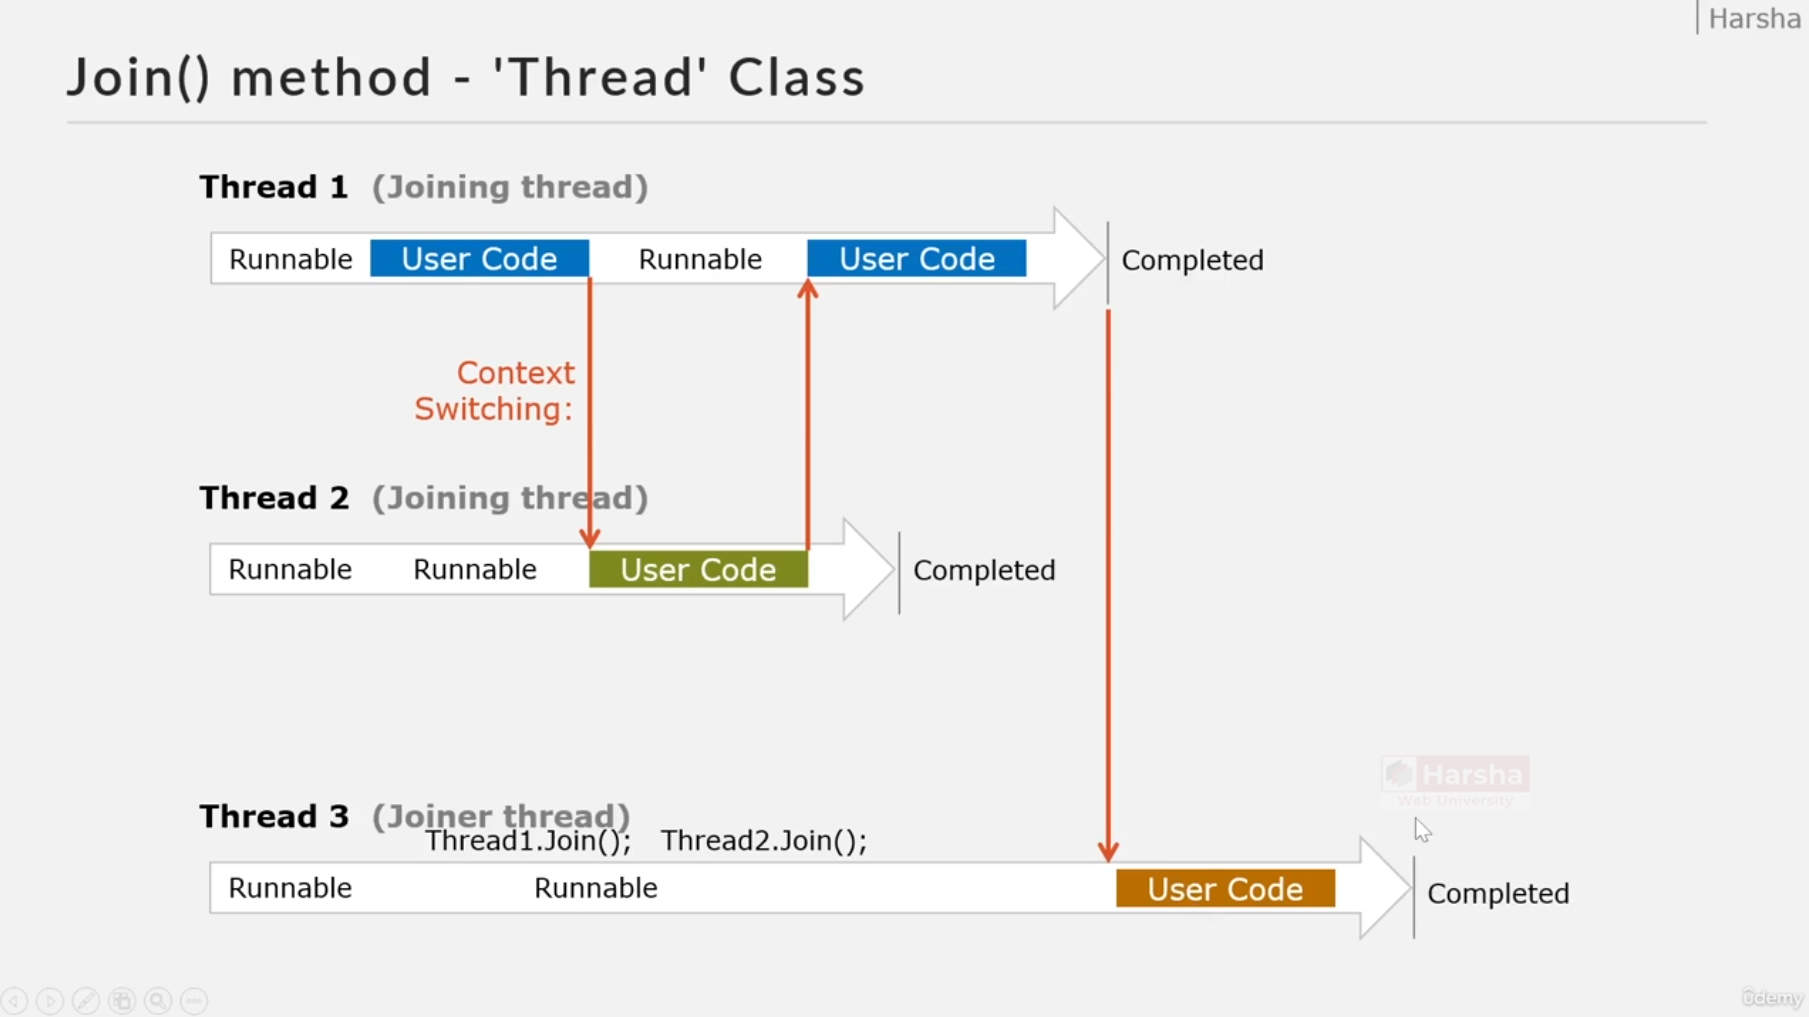 Harsha
Join() method - 'Thread' Class
Thread 1 (Joining thread)
Runnable User Code Runnable User Code Completed
Context
Switching:
Thread 2 (Joining thread)
Runnable Runnable User Code Completed
Harsha
Web University
Thread 3 (Joiner thread)
Thread1.Join(); Thread2.Join();
Runnable Runnable User Code Completed
ûdemy